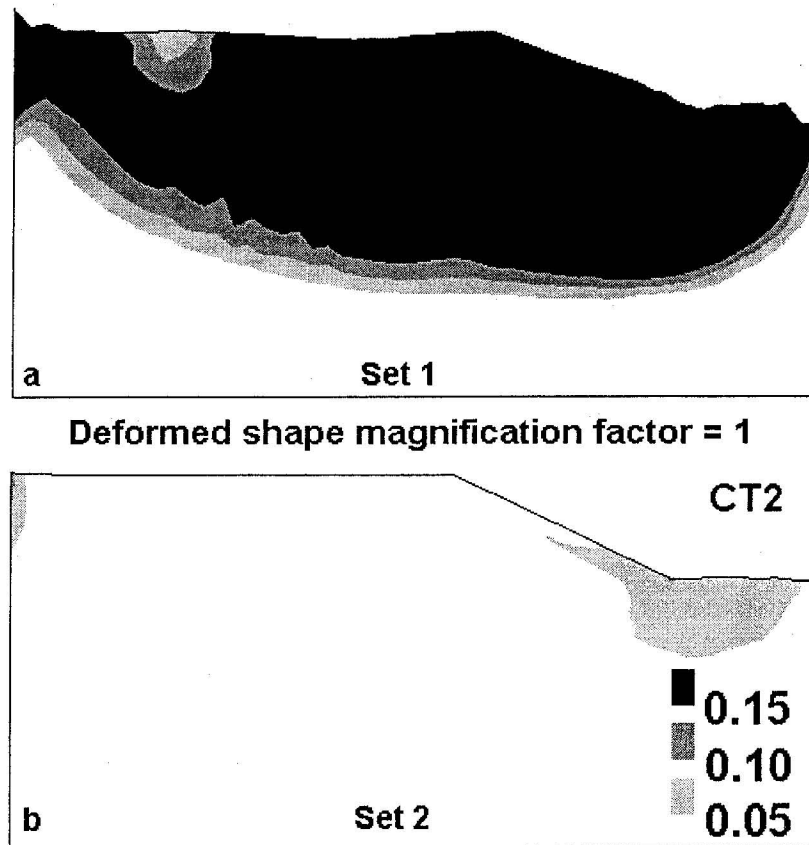 a
Set 1
Deformed shape magnification factor = 1
CT2
0.15
0.10
0.05
b
Set 2